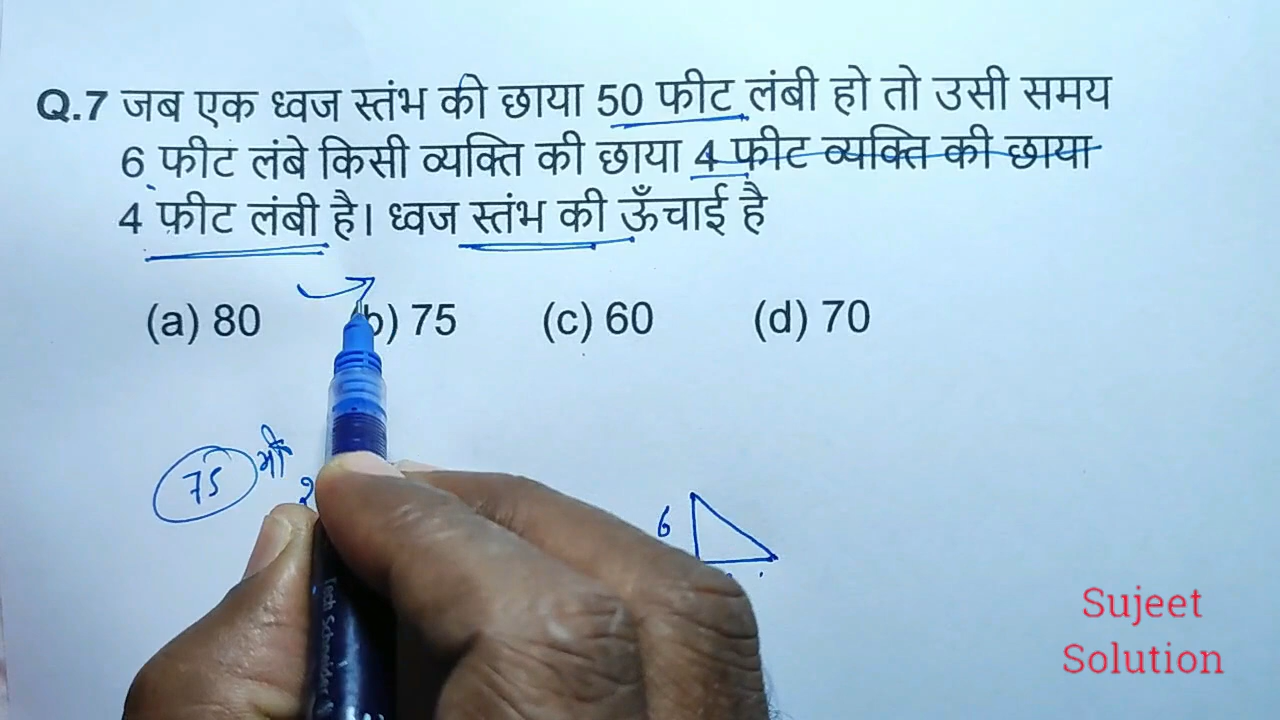 Q.7 जब एक ध्वज स्तंभ की छाया 50 फीट लंबी हो तो उसी समय
6 फीट लंबे किसी व्यक्ति की छाया 4 फीट व्यक्ति की छाया
4 फीट लंबी है। ध्वज स्तंभ की ऊँचाई है
(a) 80 (b) 75 (c) 60 (d) 70
75
6
Sujeet
Solution